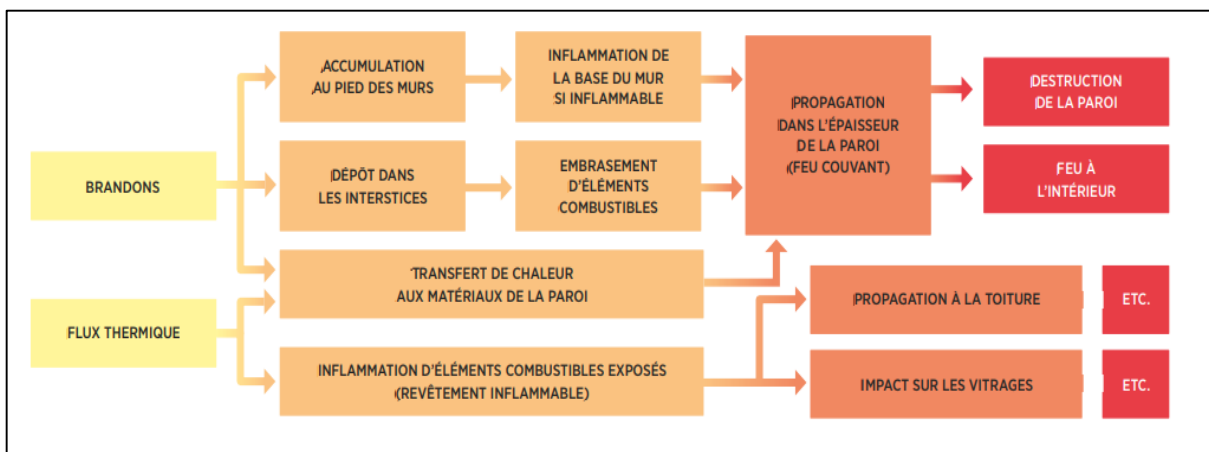 ACCUMULATION
AU PIED DES MURS
INFLAMMATION DE
LA BASE DU MUR
SI INFLAMMABLE
PROPAGATION
DANS L'ÉPAISSEUR
DE LA PAROI
(FEU COUVANT)
DESTRUCTION
DE LA PAROI
BRANDONS
DÉPÔT DANS
LES INTERSTICES
EMBRASEMENT
D'ÉLÉMENTS
COMBUSTIBLES
FEU À
L'INTÉRIEUR
TRANSFERT DE CHALEUR
AUX MATÉRIAUX DE LA PAROI
FLUX THERMIQUE
PROPAGATION À LA TOITURE
ETC.
INFLAMMATION D'ÉLÉMENTS COMBUSTIBLES EXPOSÉS
(REVÊTEMENT INFLAMMABLE)
IMPACT SUR LES VITRAGES
ETC.